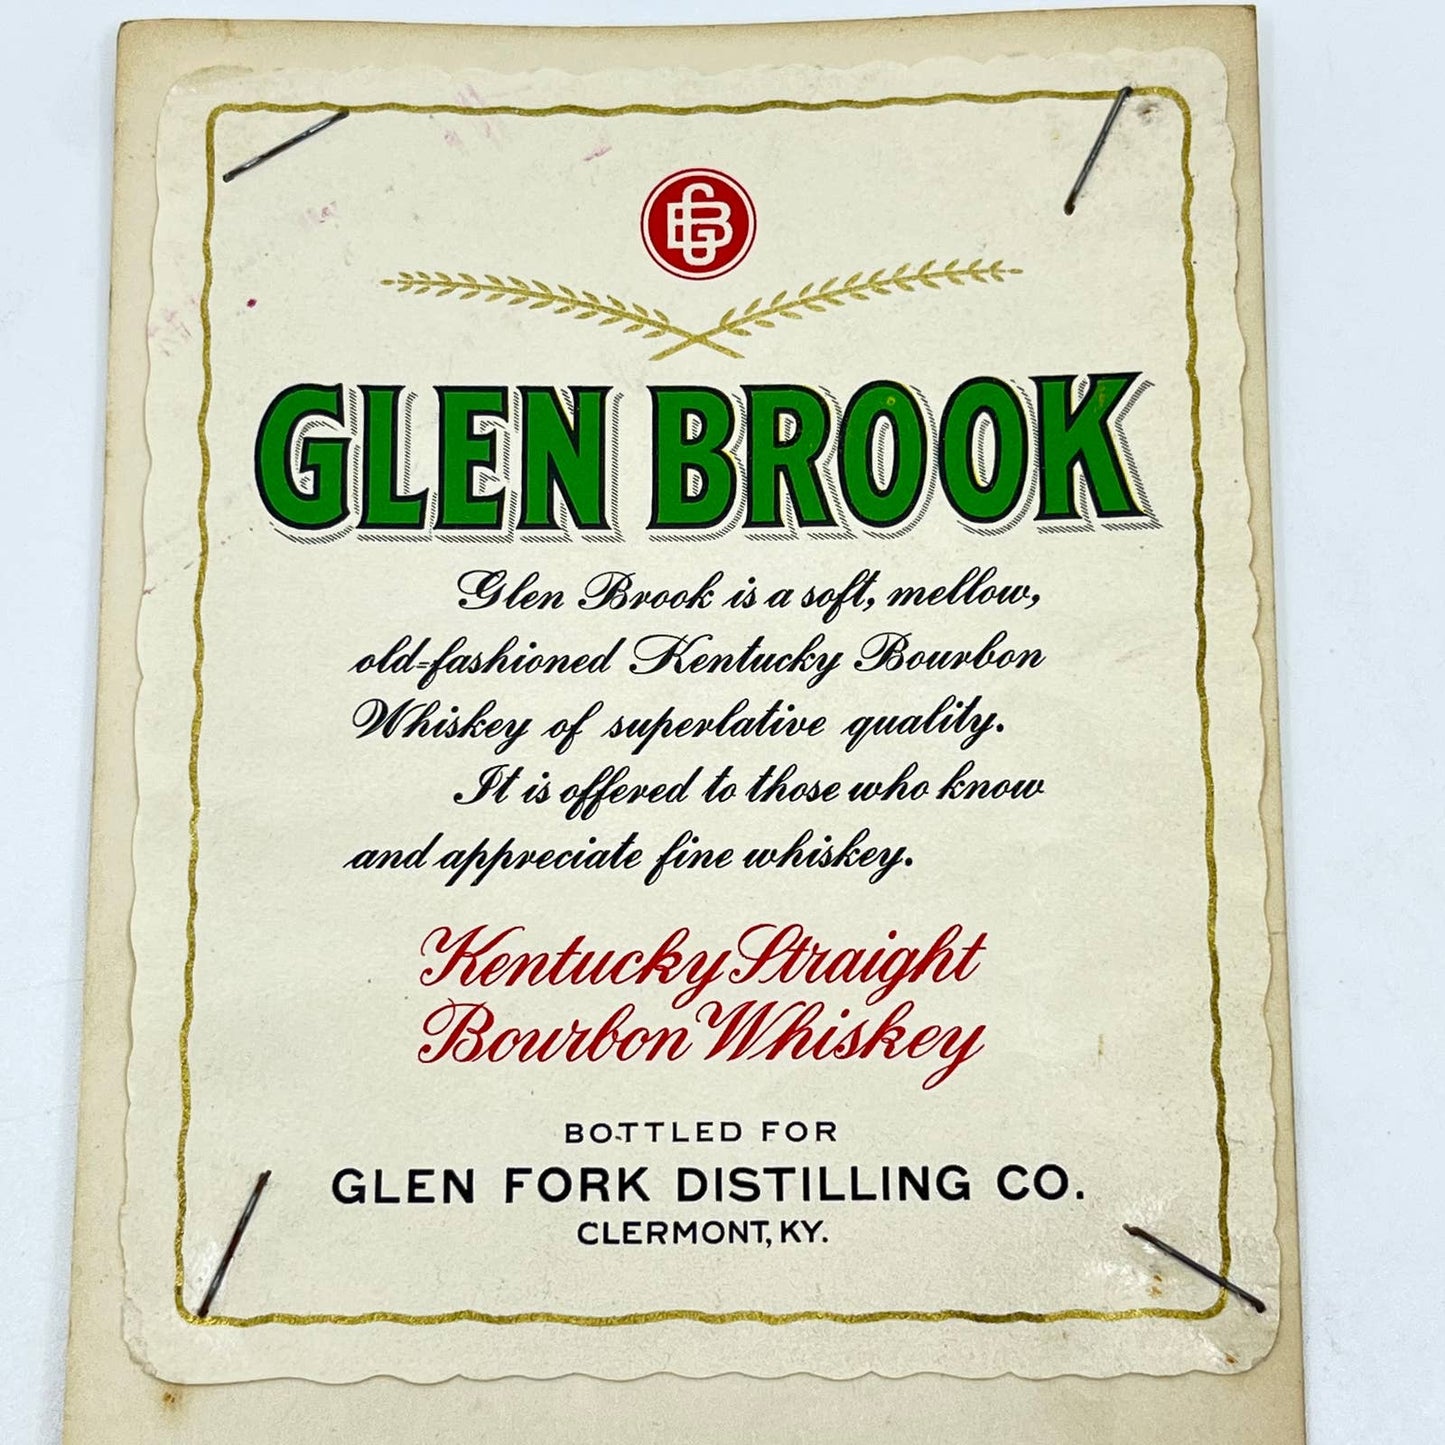 GB
GLEN BROOK
Glen Brook is a soft, mellow,
old-fashioned Kentucky Bourbon
Whiskey of superlative quality.
It is offered to those who know
and appreciate fine whiskey.
Kentucky Straight
Bourbon Whiskey
BOTTLED FOR
GLEN FORK DISTILLING CO.
CLERMONT, KY.